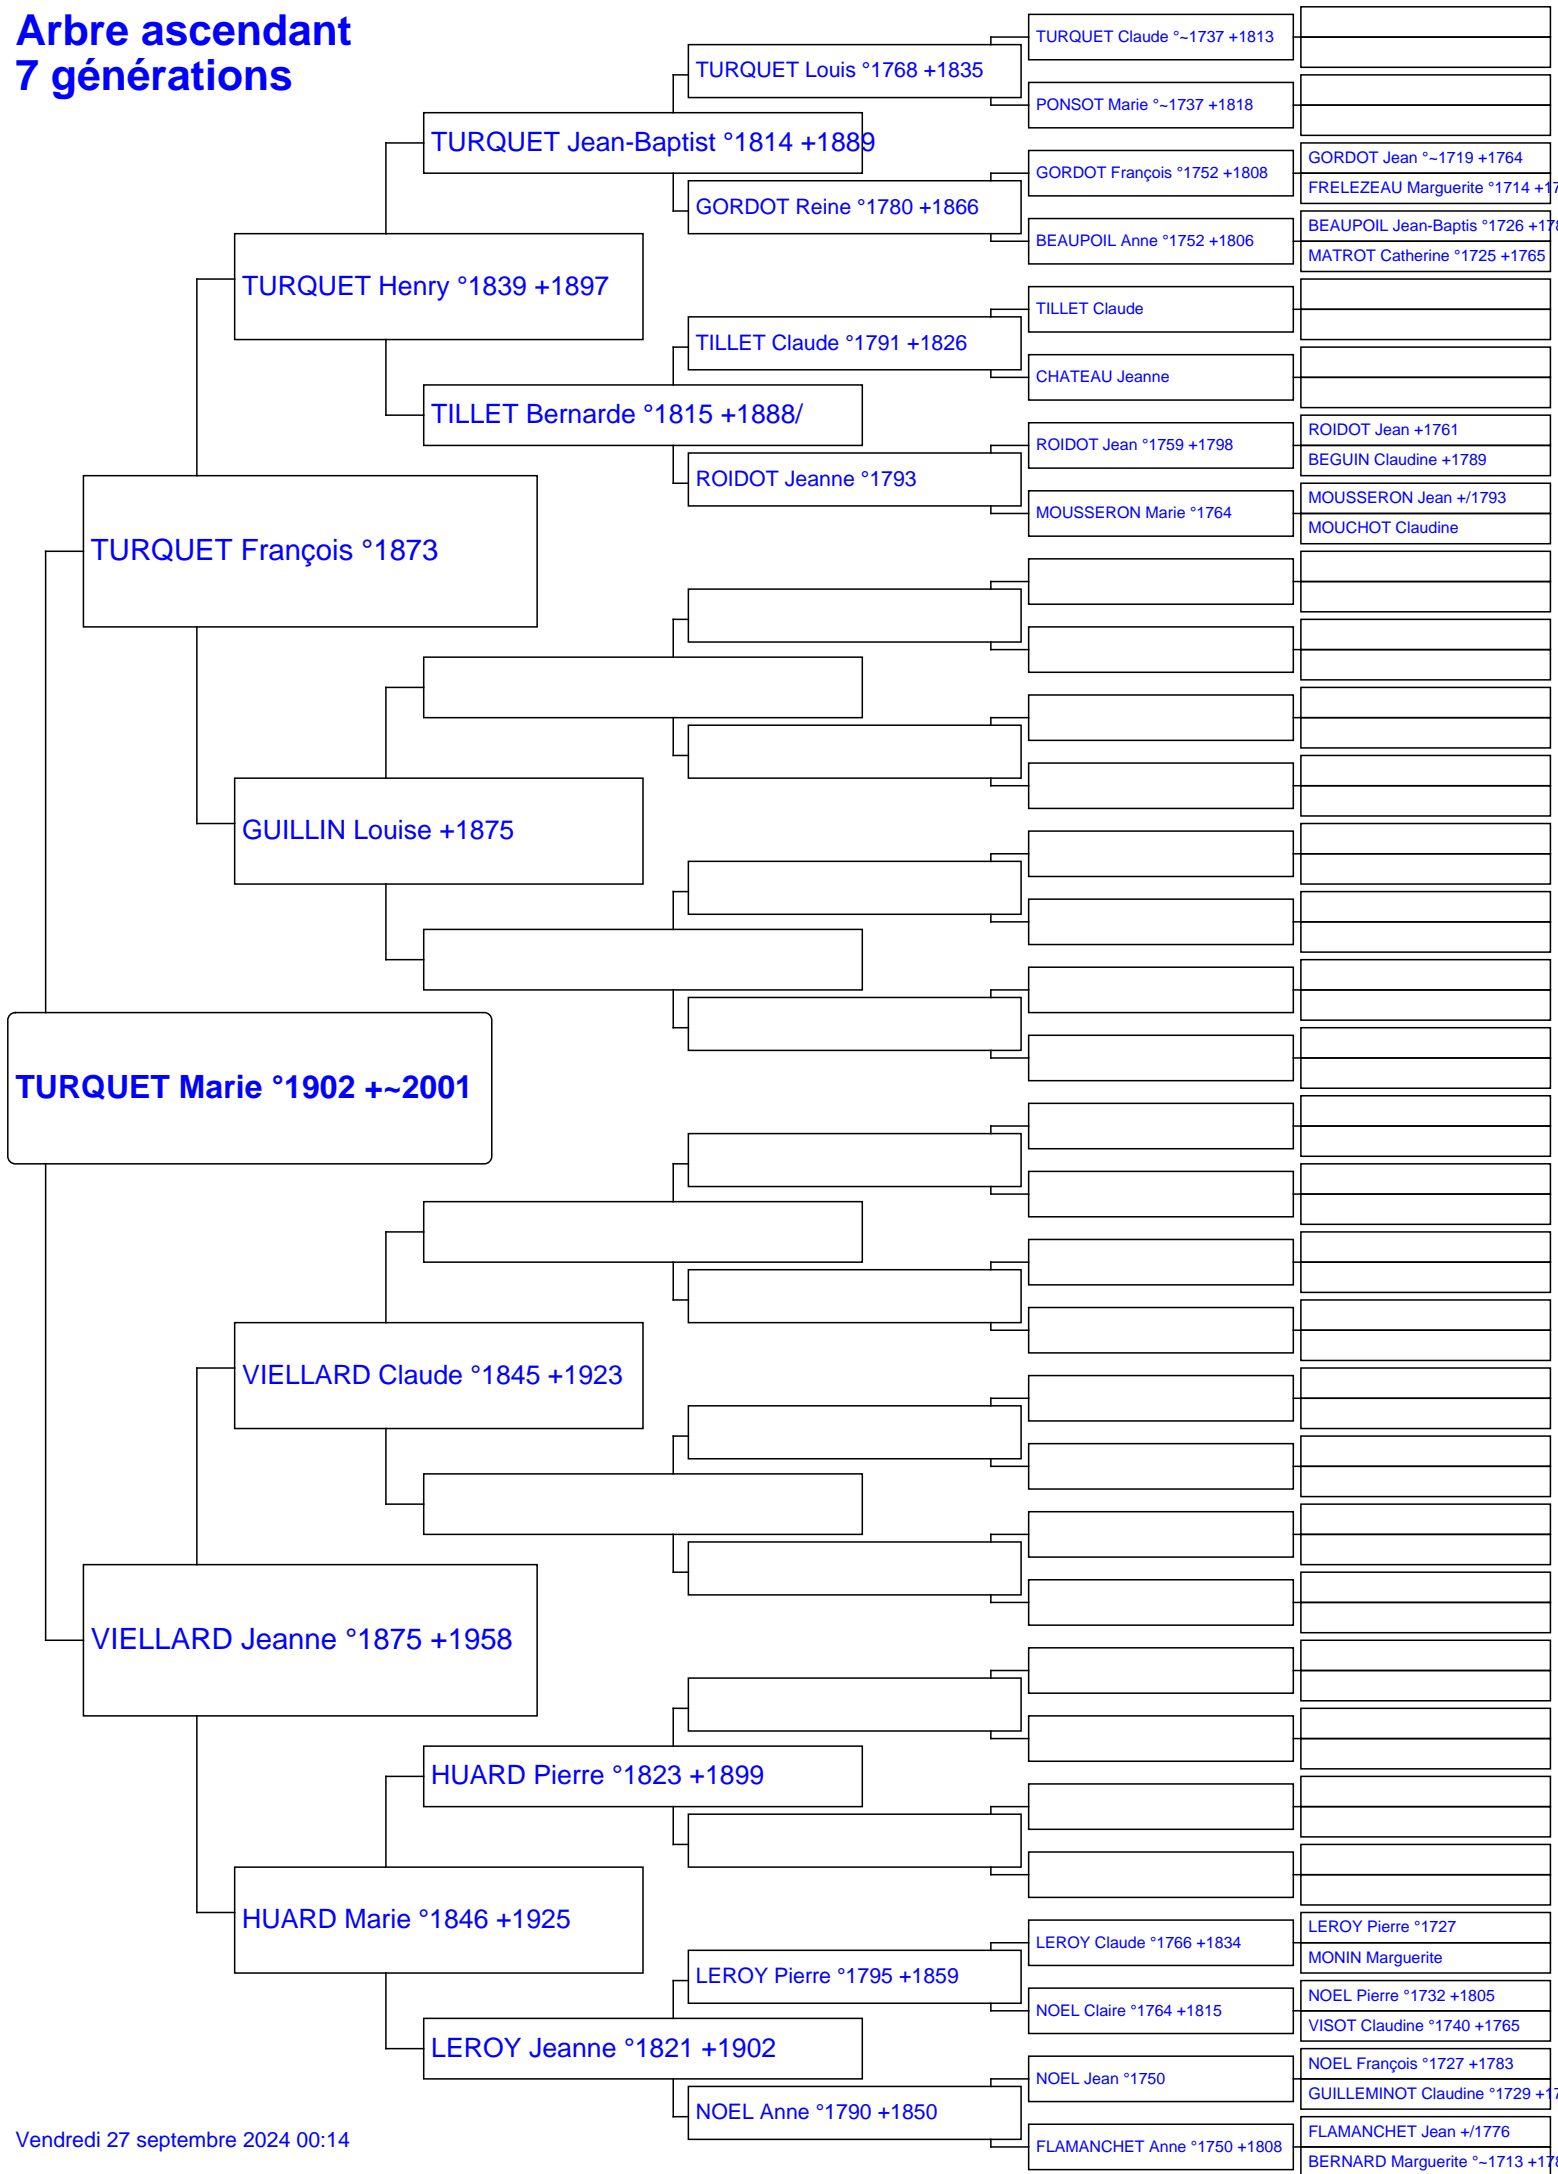 Arbre ascendant
7 générations
TURQUET Marie °1902 +~2001
TURQUET François °1873
VIELLARD Jeanne °1875 +1958
TURQUET Henry °1839 +1897
GUILLIN Louise +1875
VIELLARD Claude °1845 +1923
HUARD Marie °1846 +1925
TURQUET Jean-Baptist °1814 +1889
TILLET Bernarde °1815 +1888/
HUARD Pierre °1823 +1899
LEROY Jeanne °1821 +1902
TURQUET Louis °1768 +1835
GORDOT Reine °1780 +1866
TILLET Claude °1791 +1826
ROIDOT Jeanne °1793
LEROY Pierre °1795 +1859
NOEL Anne °1790 +1850
TURQUET Claude °~1737 +1813
PONSOT Marie °~1737 +1818
GORDOT François °1752 +1808
BEAUPOIL Anne °1752 +1806
TILLET Claude
CHATEAU Jeanne
ROIDOT Jean °1759 +1798
MOUSSERON Marie °1764
LEROY Claude °1766 +1834
NOEL Claire °1764 +1815
NOEL Jean °1750
FLAMANCHET Anne °1750 +1808
GORDOT Jean °~1719 +1764
FRELEZEAU Marguerite °1714
BEAUPOIL Jean-Baptis °1726
MATROT Catherine °1725 +1765
ROIDOT Jean +1761
BEGUIN Claudine +1789
MOUSSERON Jean +/1793
MOUCHOT Claudine
LEROY Pierre °1727
MONIN Marguerite
NOEL Pierre °1732 +1805
VISOT Claudine °1740 +1765
NOEL François °1727 +1783
GUILLEMINOT Claudine °1729
FLAMANCHET Jean +/1776
BERNARD Marguerite °~1713
Vendredi 27 septembre 2024 00:14